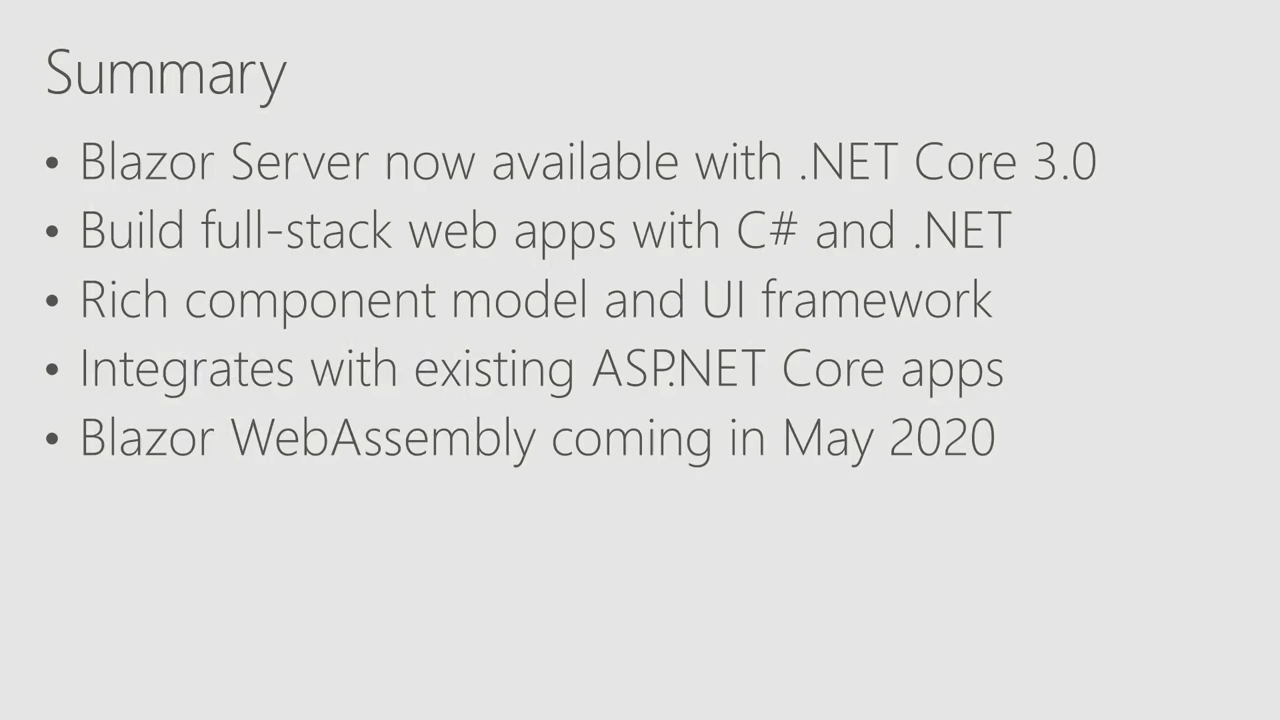 Summary
• Blazor Server now available with .NET Core 3.0
• Build full-stack web apps with C# and .NET
• Rich component model and UI framework
• Integrates with existing ASP.NET Core apps
• Blazor WebAssembly coming in May 2020